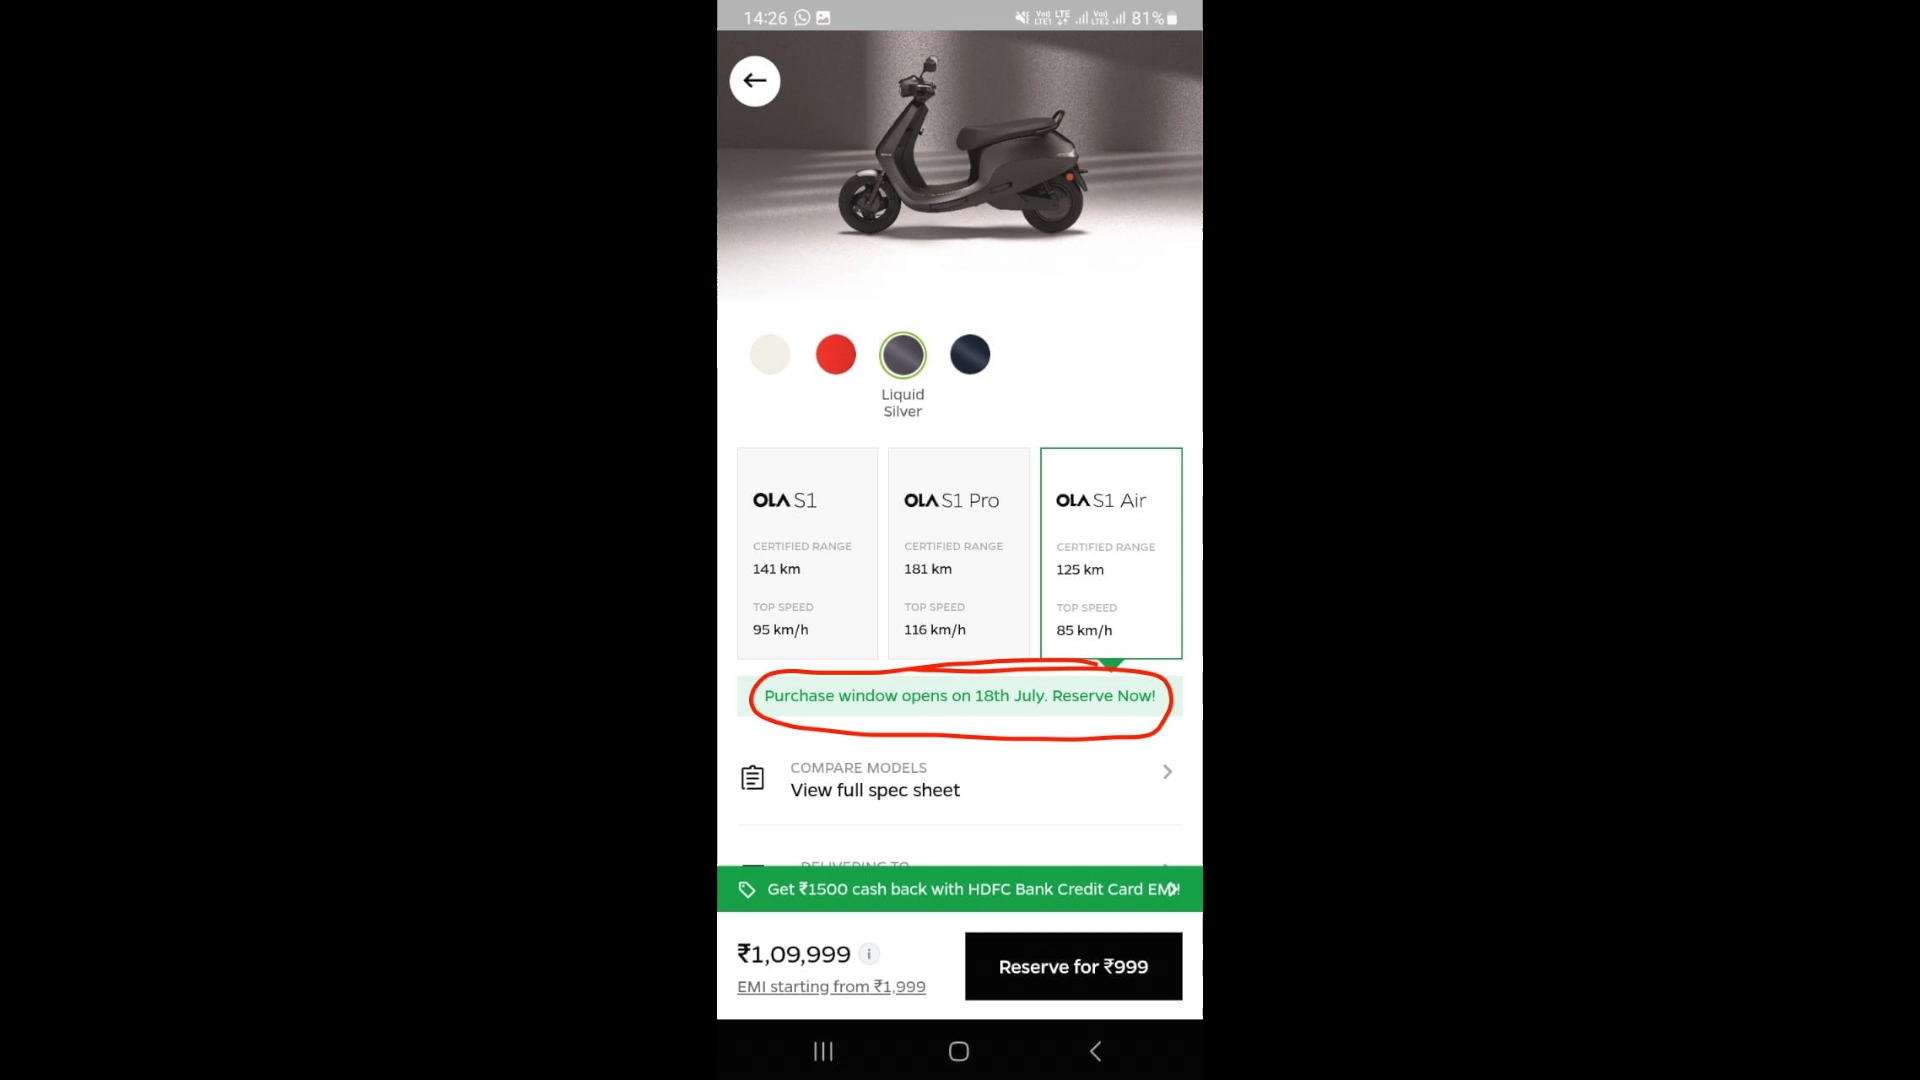 14:26 81%
Liquid
Silver
OLA S1
CERTIFIED RANGE
141 km
TOP SPEED
95 km/h
OLA S1 Pro
CERTIFIED RANGE
181 km
TOP SPEED
116 km/h
OLA S1 Air
CERTIFIED RANGE
125 km
TOP SPEED
85 km/h
Purchase window opens on 18th July. Reserve Now!
COMPARE MODELS
View full spec sheet
DELIVERING TO
Get ₹1500 cash back with HDFC Bank Credit Card EMI!
₹1,09,999 i
EMI starting from ₹1,999
Reserve for ₹999